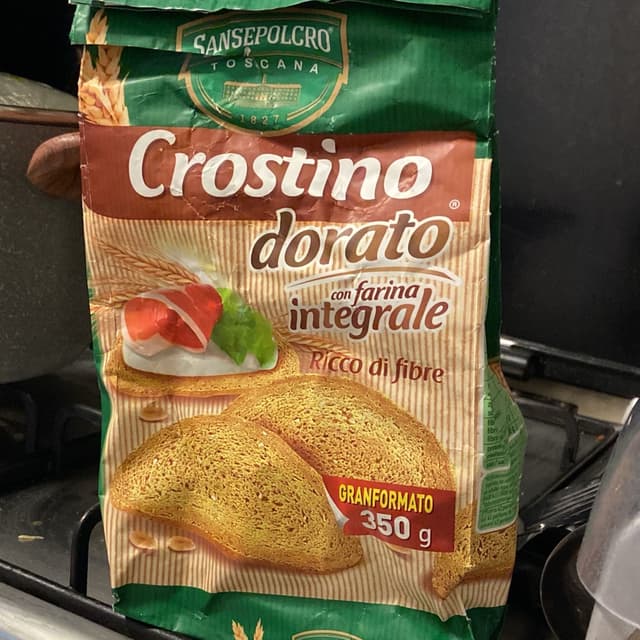 SANSEPOLCRO
TOSCANA
1827
Crostino®
dorato
con farina
integrale
Ricco di fibre
GRANFORMATO
350 g